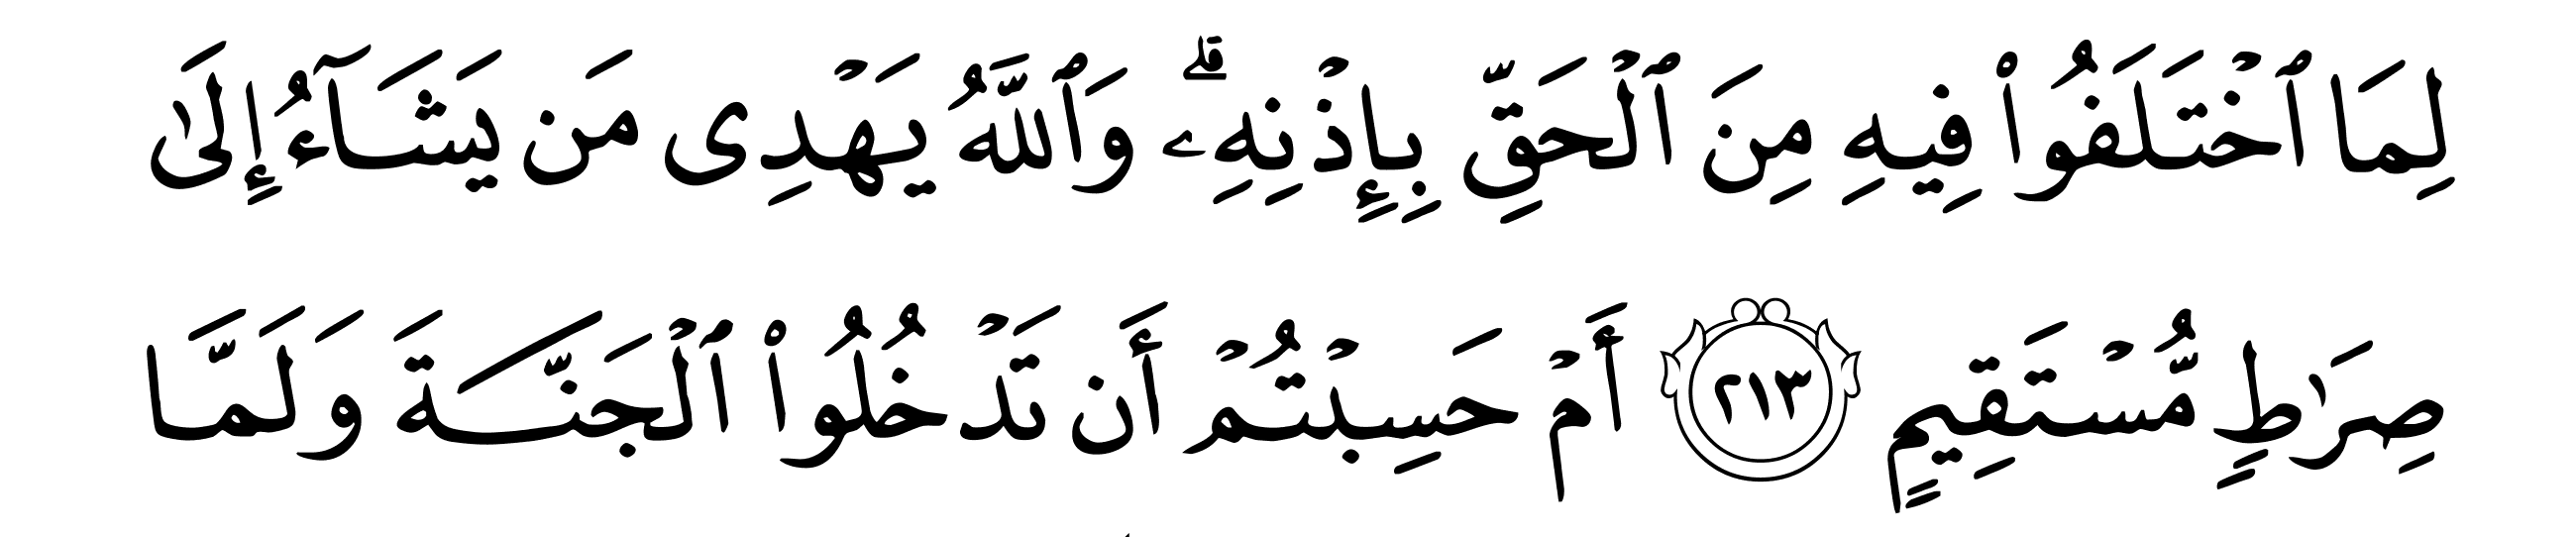 لِمَا ٱخْتَلَفُوا۟ فِيهِ مِنَ ٱلْحَقِّ بِإِذْنِهِۦ ۗ وَٱللَّهُ يَهْدِى مَن يَشَآءُ إِلَىٰ
صِرَٰطٍ مُّسْتَقِيمٍ ٢١٣ أَمْ حَسِبْتُمْ أَن تَدْخُلُوا۟ ٱلْجَنَّةَ وَلَمَّا